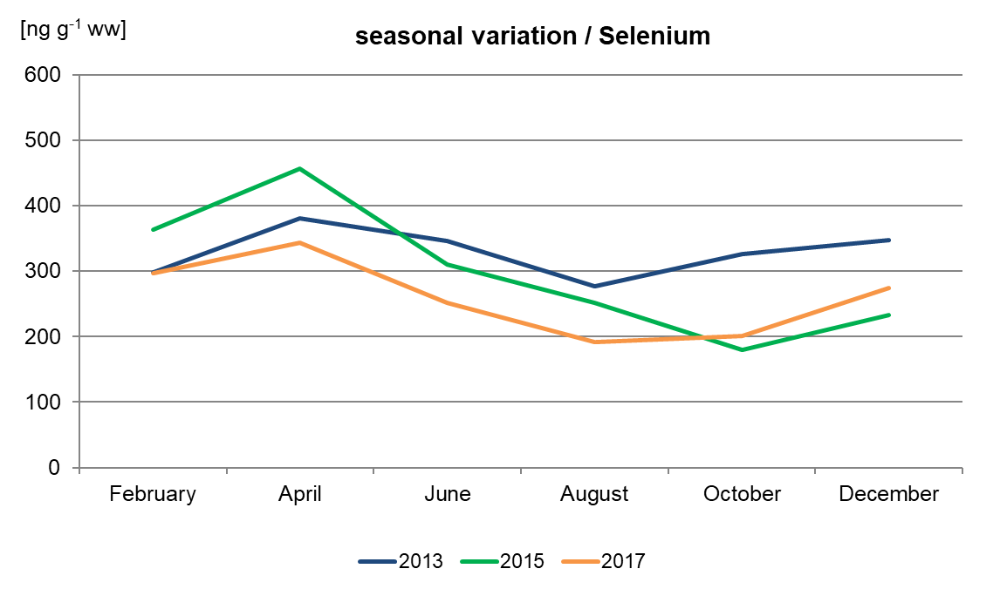 [ng g-1 ww]
seasonal variation / Selenium
600
500
400
300
200
100
0
February April June August October December
2013 2015 2017